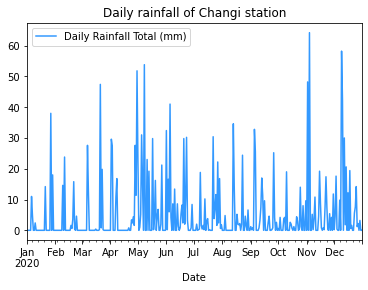 Daily rainfall of Changi station
Daily Rainfall Total (mm)
60
50
40
30
20
10
0
Jan Feb Mar Apr May Jun Jul Aug Sep Oct Nov Dec
2020
Date